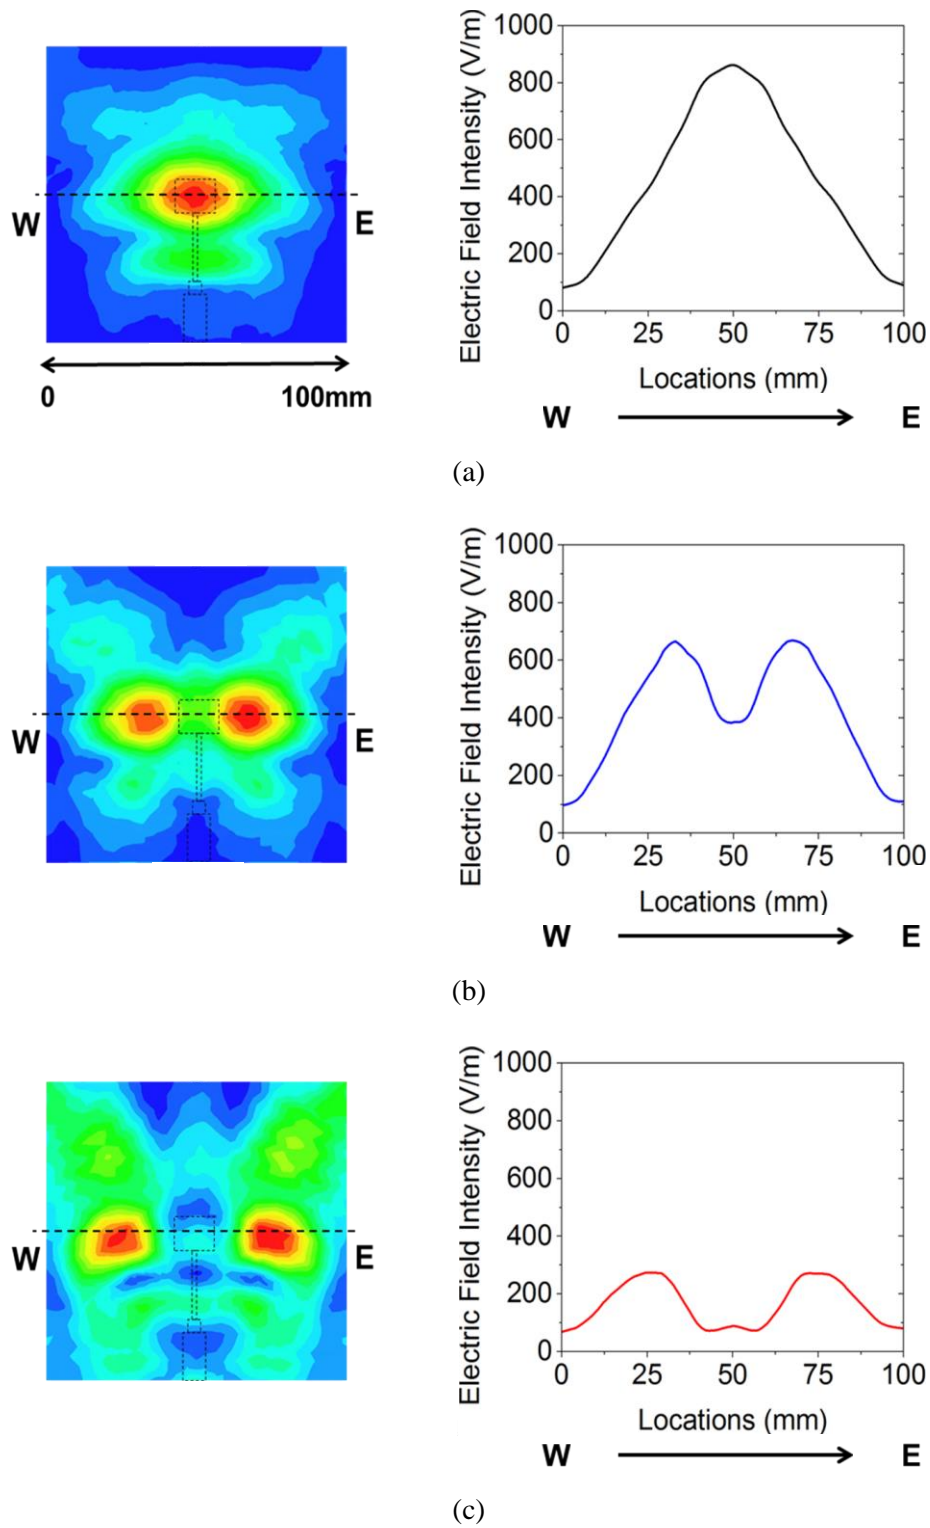 Electric Field Intensity (V/m)
1000
800
600
400
200
0
0 25 50 75 100
Locations (mm)
W E
W E
0 100mm
(a)
Electric Field Intensity (V/m)
1000
800
600
400
200
0
0 25 50 75 100
Locations (mm)
W E
W E
(b)
Electric Field Intensity (V/m)
1000
800
600
400
200
0
0 25 50 75 100
Locations (mm)
W E
W E
(c)